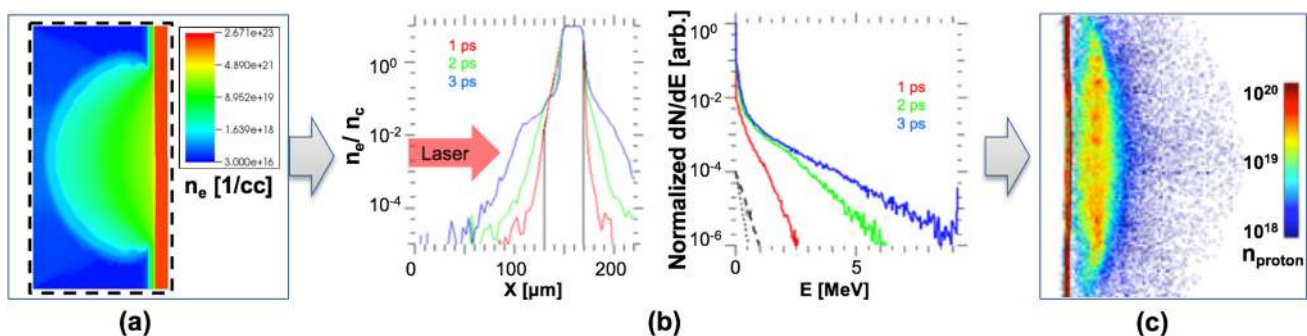 2.671e+23
4.890e+21
8.952e+19
1.639e+18
3.000e+16
n_e [1/cc]
(a)
n_e/ n_c
10^0
10^-2
10^-4
1 ps
2 ps
3 ps
Laser
0
100
200
X [μm]
Normalized dN/dE [arb.]
10^0
10^-2
10^-4
10^-6
1 ps
2 ps
3 ps
0
5
E [MeV]
(b)
10^20
10^19
10^18
n_proton
(c)